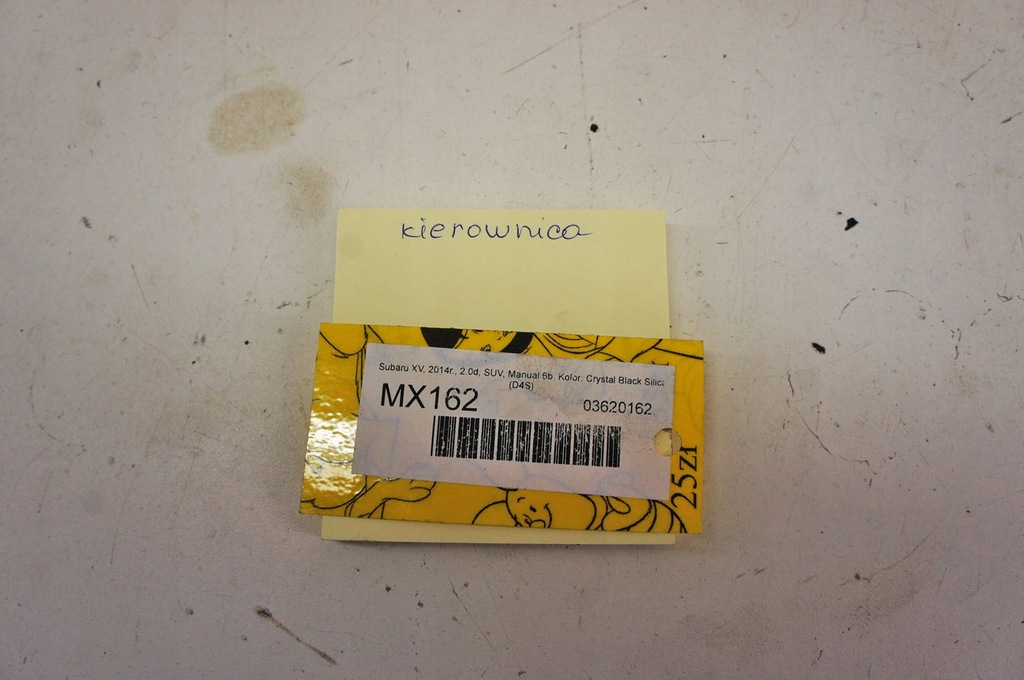 kierownica
Subaru XV, 2014r., 2.0d, SUV, Manual 6b, Kolor: Crystal Black Silica
(D4S)
MX162 03620162
25zł